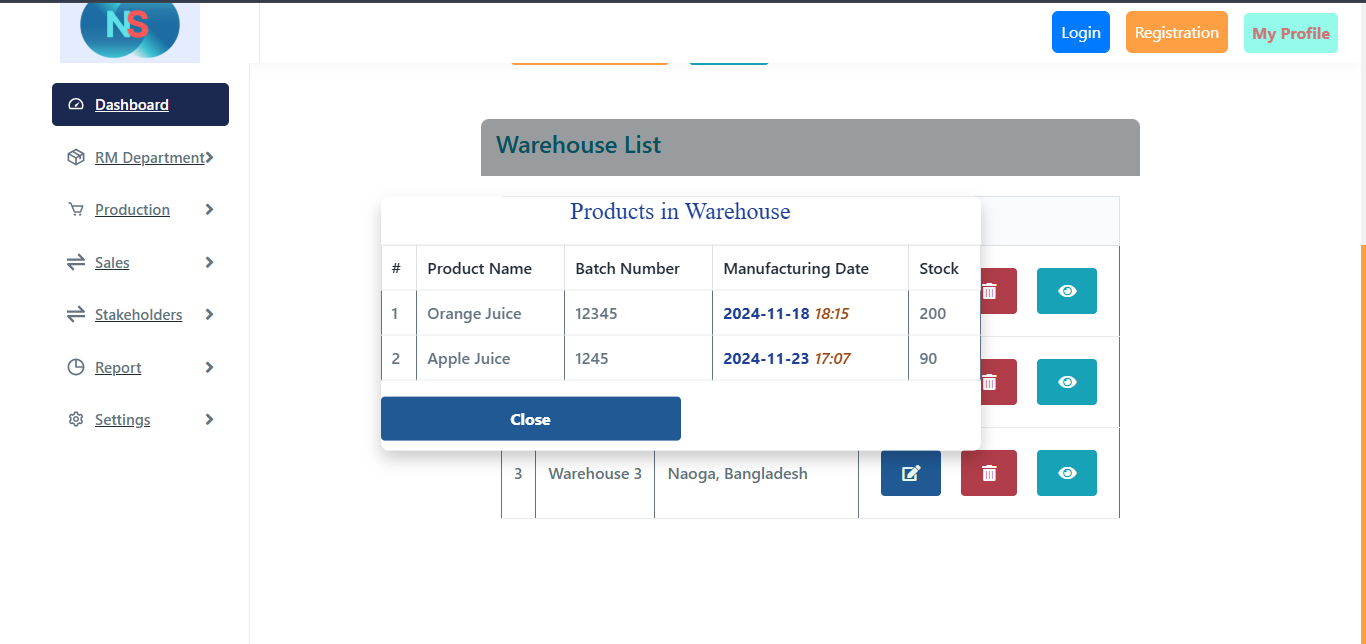 NS
Login Registration My Profile
Dashboard
RM Department
Production
Sales
Stakeholders
Report
Settings
Warehouse List
Products in Warehouse
# Product Name Batch Number Manufacturing Date Stock
1 Orange Juice 12345 2024-11-18 18:15 200
2 Apple Juice 1245 2024-11-23 17:07 90
Close
3 Warehouse 3 Naoga, Bangladesh